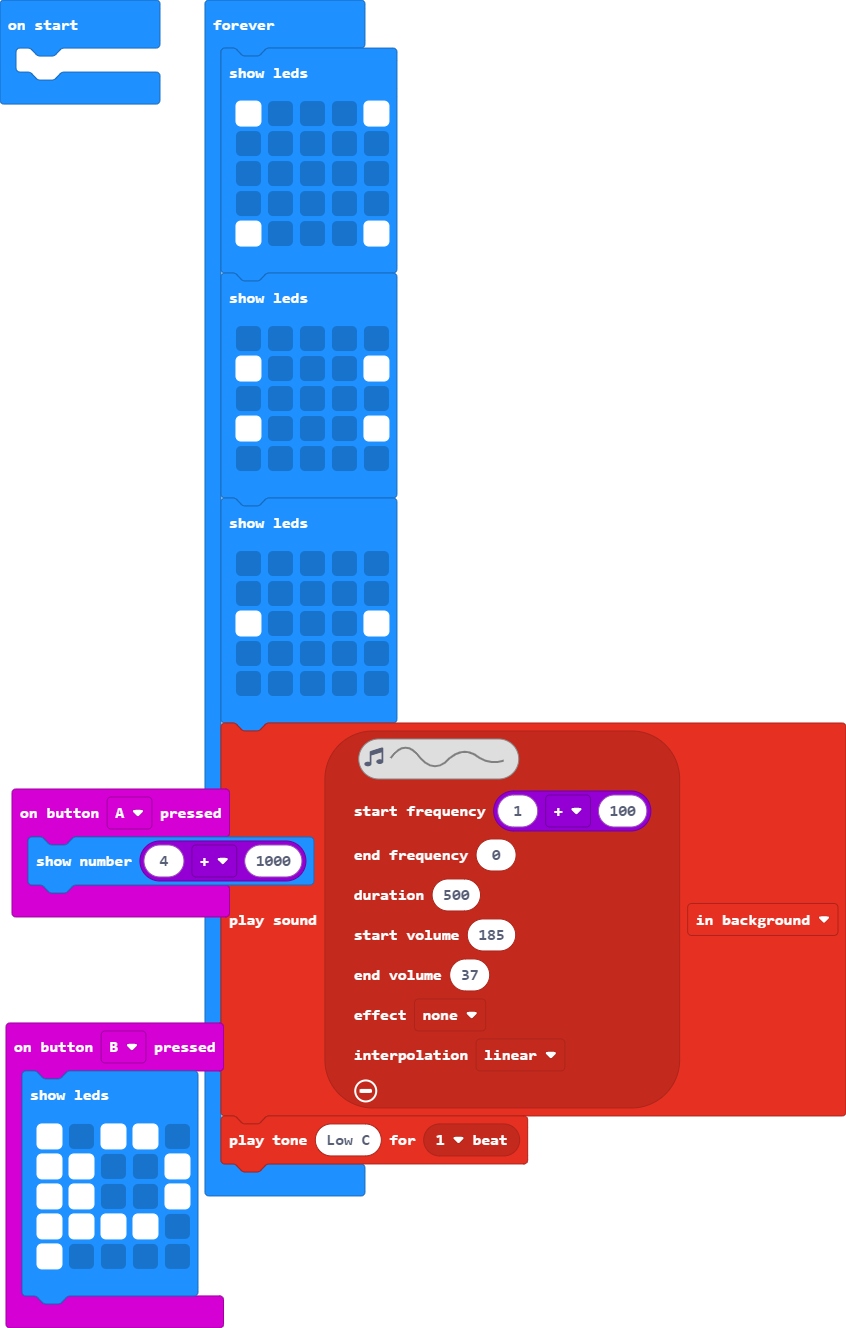 on start
forever
show leds
show leds
show leds
play sound
start frequency 1 + 100
end frequency 0
duration 500
start volume 185
end volume 37
effect none
interpolation linear
in background
play tone Low C for 1 beat
on button A pressed
show number 4 + 1000
on button B pressed
show leds